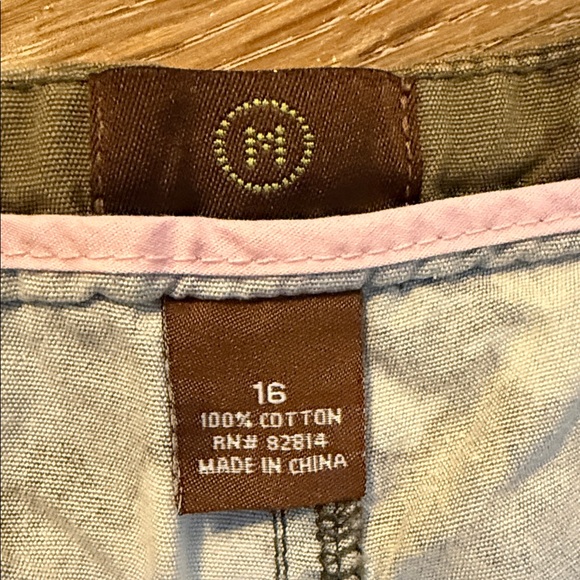 M
16
100% COTTON
RN# 82814
MADE IN CHINA